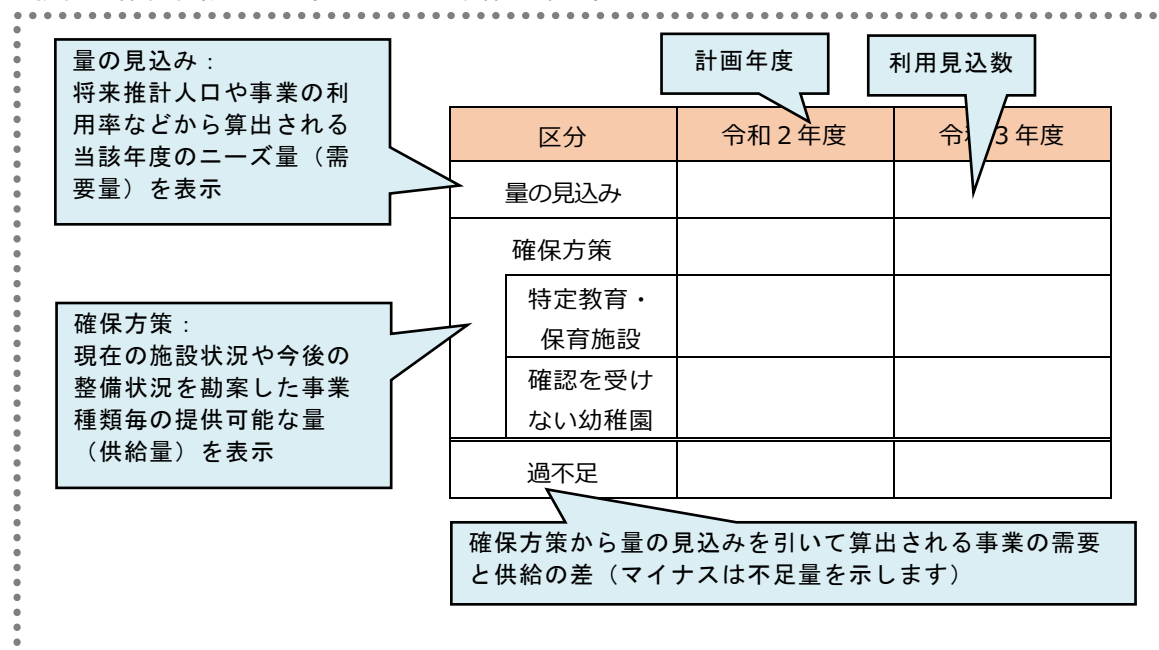 量の見込み：
将来推計人口や事業の利
用率などから算出される
当該年度のニーズ量（需
要量）を表示
計画年度
利用見込数
区分
令和２年度
令和３年度
量の見込み
確保方策
特定教育・
保育施設
確認を受け
ない幼稚園
過不足
確保方策：
現在の施設状況や今後の
整備状況を勘案した事業
種類毎の提供可能な量
（供給量）を表示
確保方策から量の見込みを引いて算出される事業の需要
と供給の差（マイナスは不足量を示します）